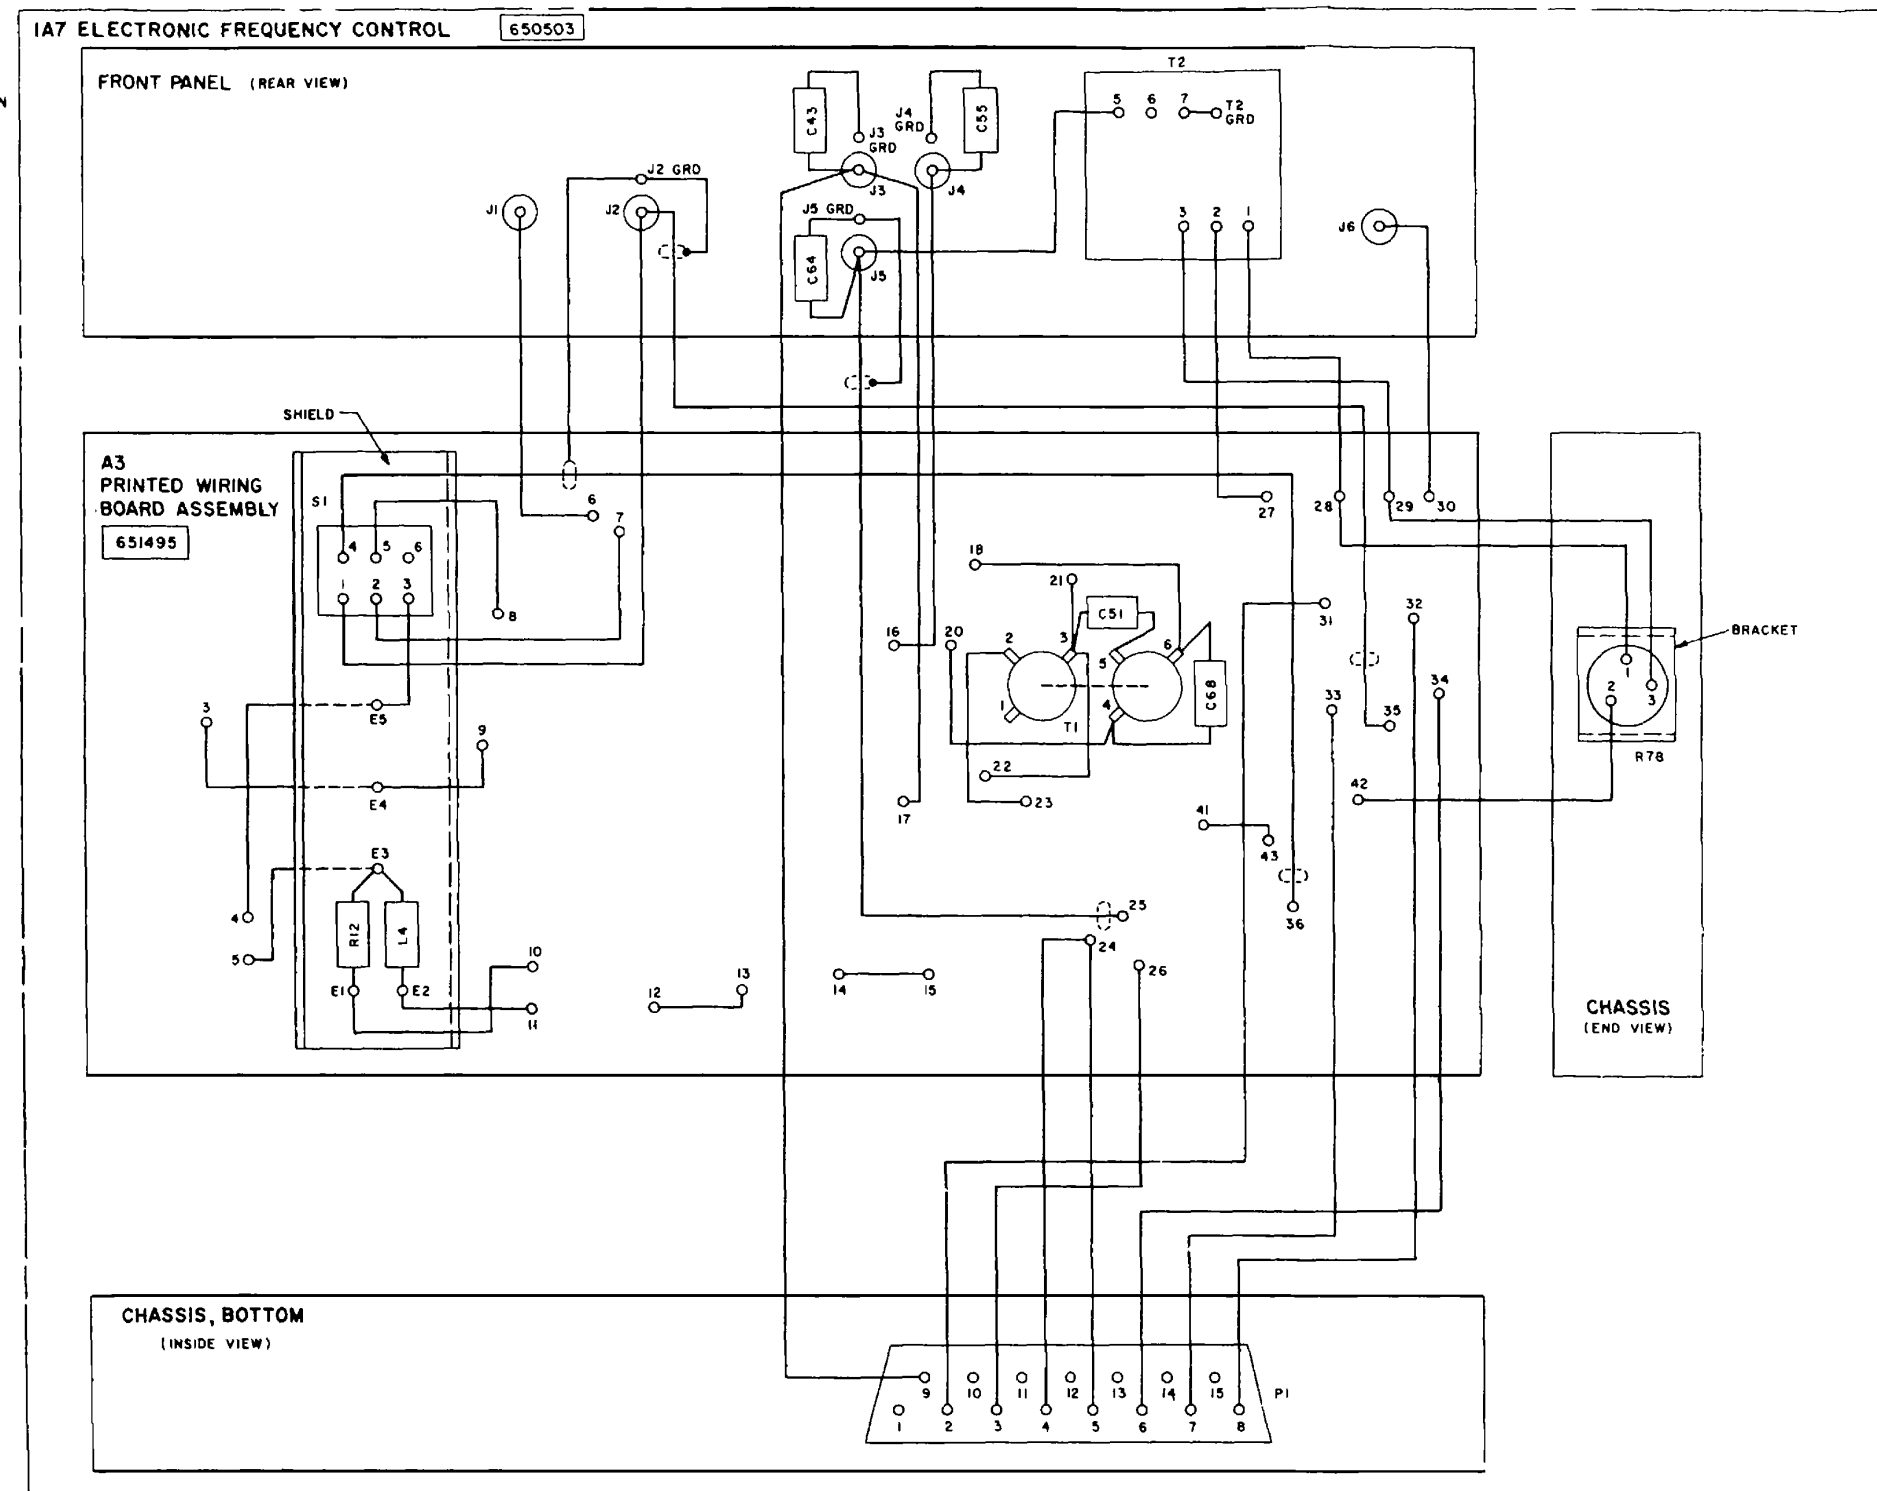 1A7 ELECTRONIC FREQUENCY CONTROL 650503
N
FRONT PANEL (REAR VIEW)
T2
C43
J3
GRD
J4
GRD
C55
5 6 7 T2
GRD
J2 GRD
J1
J2
J3
J4
J5 GRD
C64
J5
3 2 1
J6
SHIELD
A3
PRINTED WIRING
BOARD ASSEMBLY
651495
S1
4 5 6
1 2 3
6
7
8
27
28
29
30
18
21
C51
16
20
2
3
5
6
1
4
T1
C68
31
32
33
34
35
BRACKET
1
2
3
R78
3
E5
9
E4
22
23
17
42
41
43
E3
4
5
R12
L4
E1
E2
10
11
12
13
14
15
25
24
26
36
CHASSIS
(END VIEW)
CHASSIS, BOTTOM
(INSIDE VIEW)
9 10 11 12 13 14 15
P1
1 2 3 4 5 6 7 8